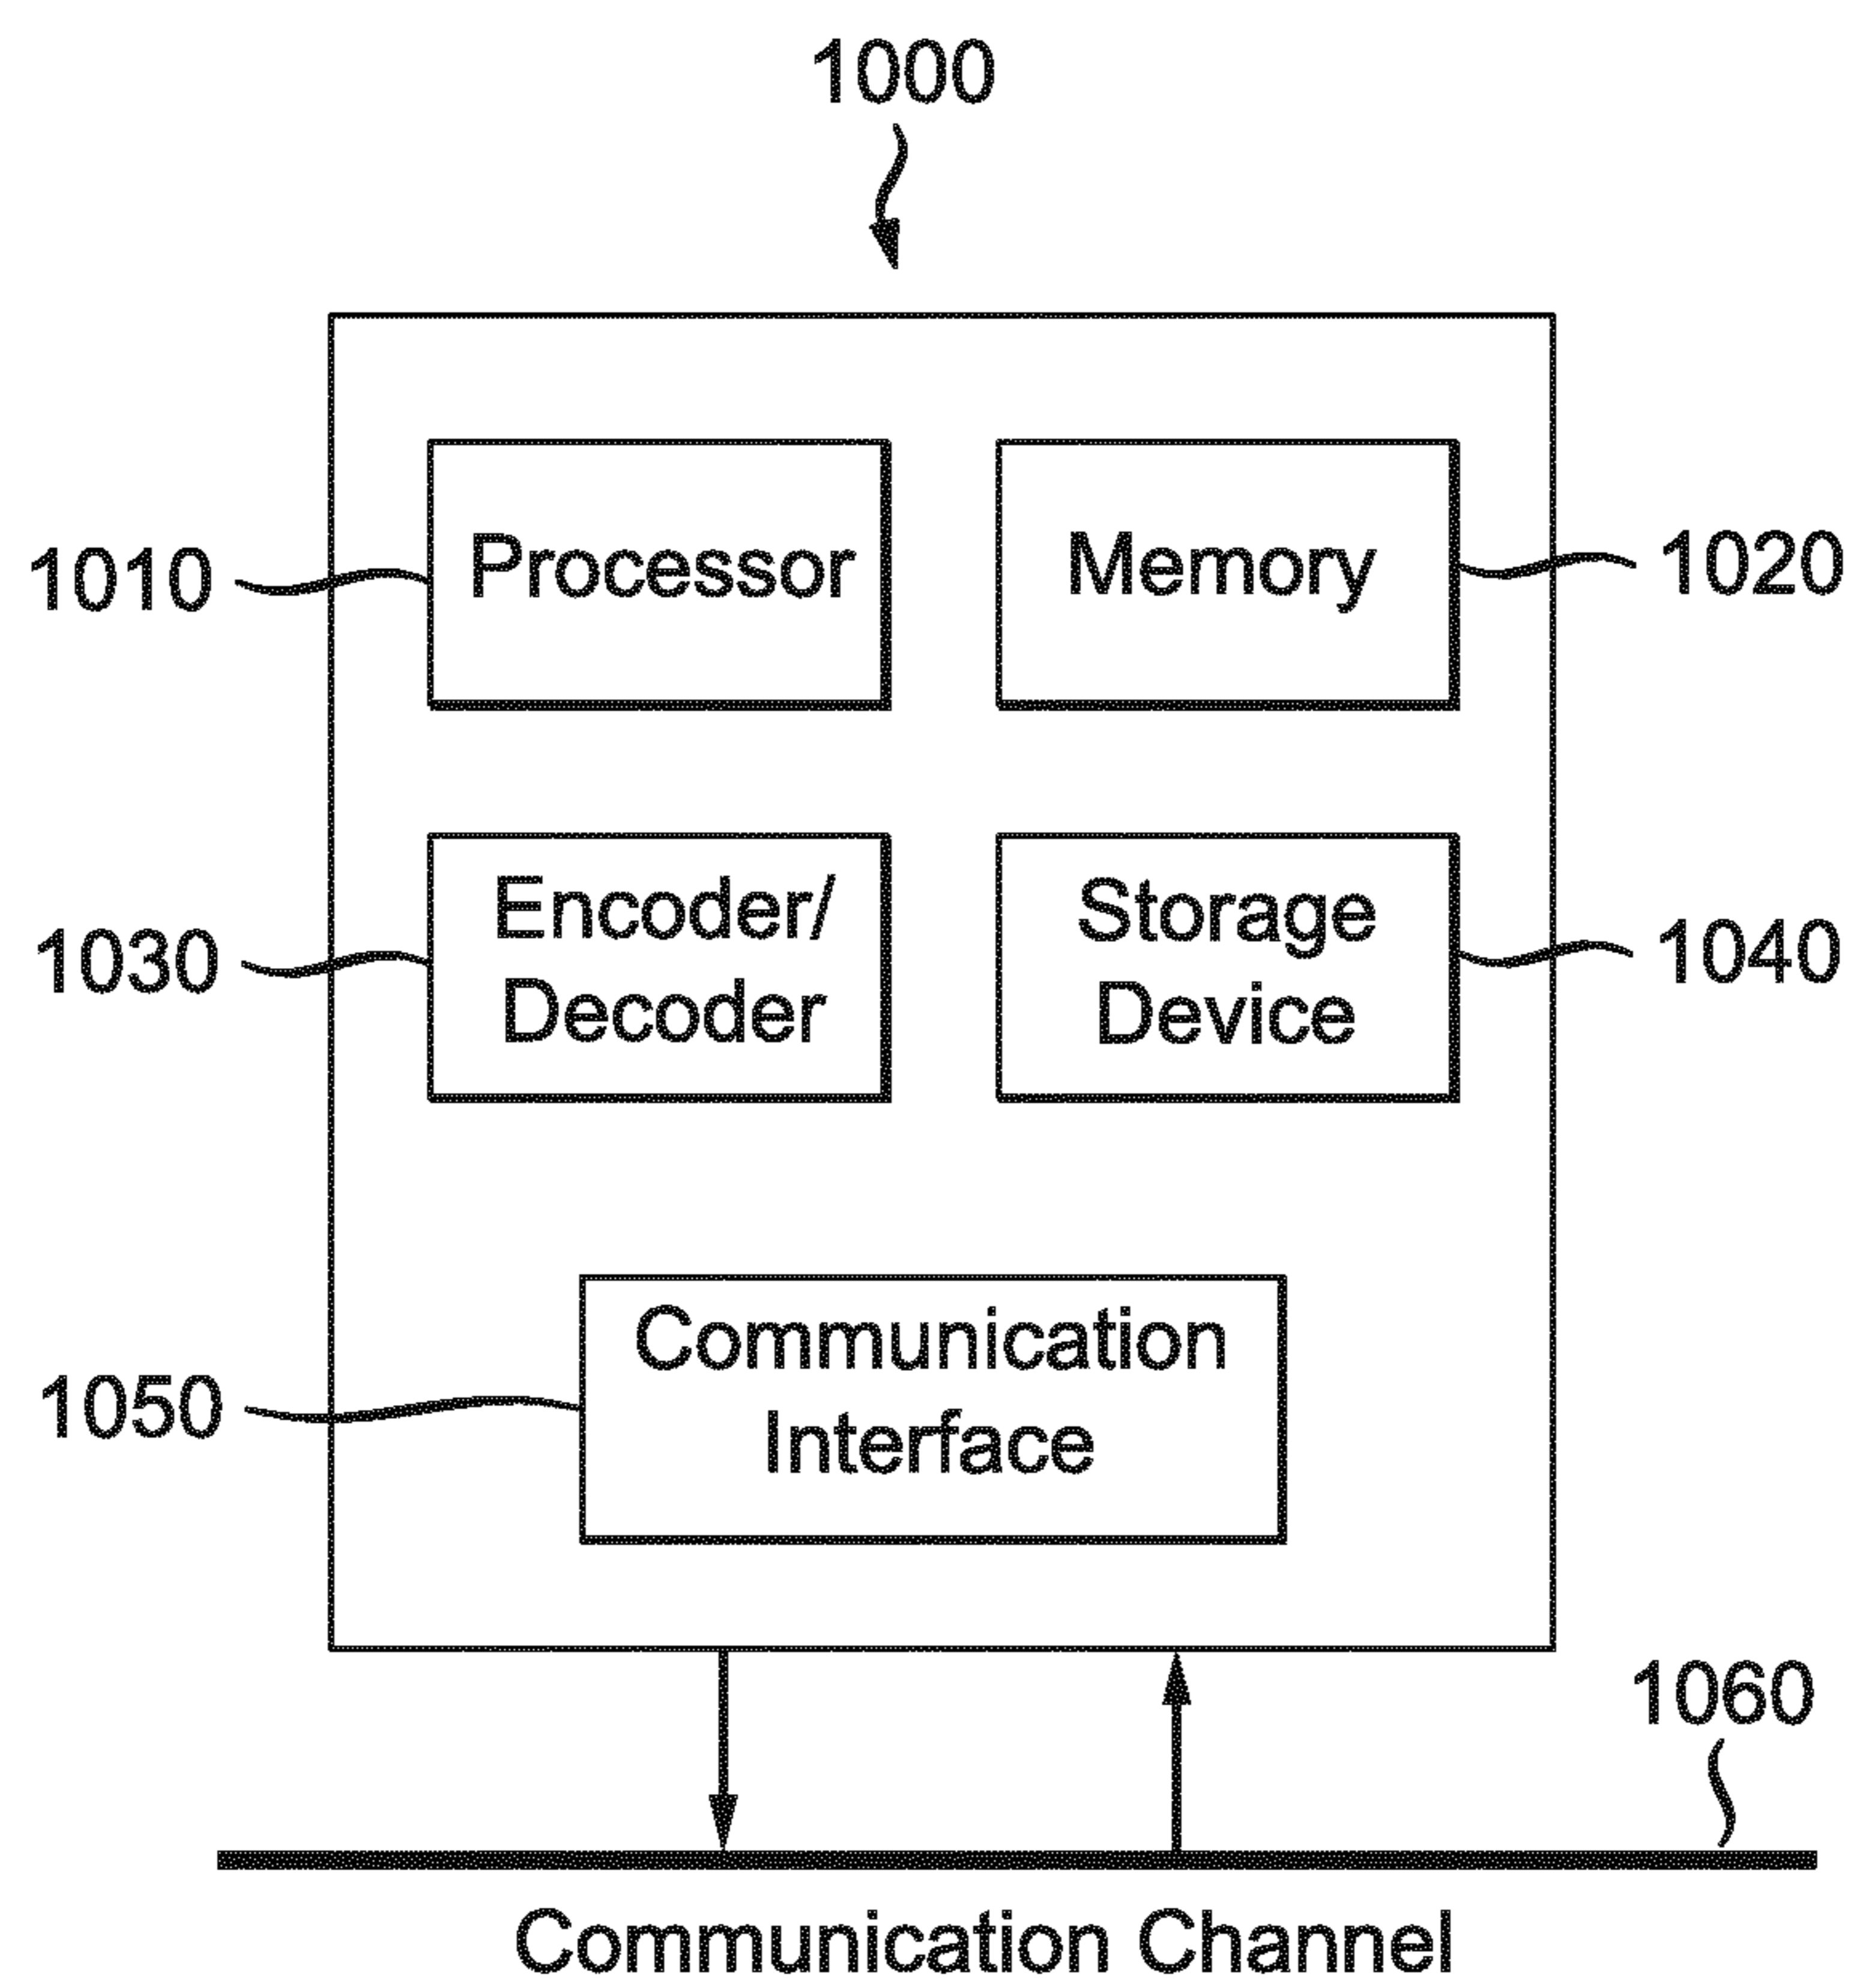 1000
1010
Processor
Memory
1020
1030
Encoder/
Decoder
Storage
Device
1040
1050
Communication
Interface
1060
Communication Channel